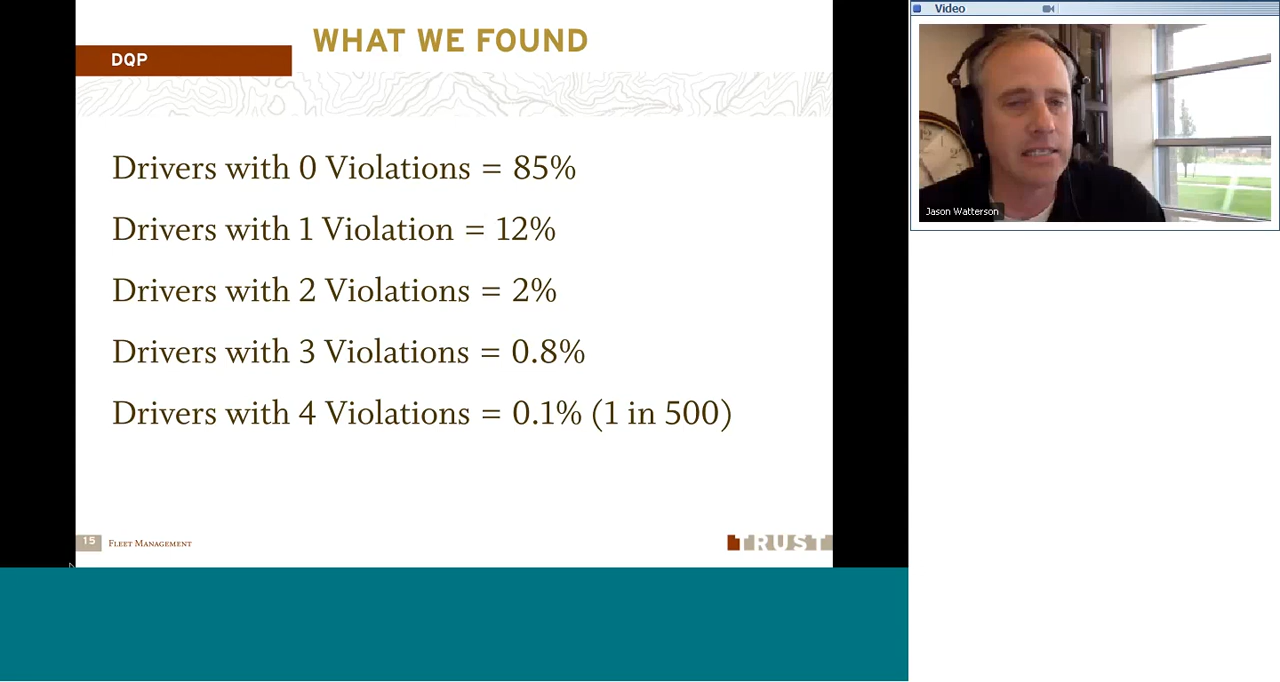 WHAT WE FOUND
DQP
Drivers with 0 Violations = 85%
Drivers with 1 Violation = 12%
Drivers with 2 Violations = 2%
Drivers with 3 Violations = 0.8%
Drivers with 4 Violations = 0.1% (1 in 500)
15 Fleet Management
TRUST
Video
Jason Watterson